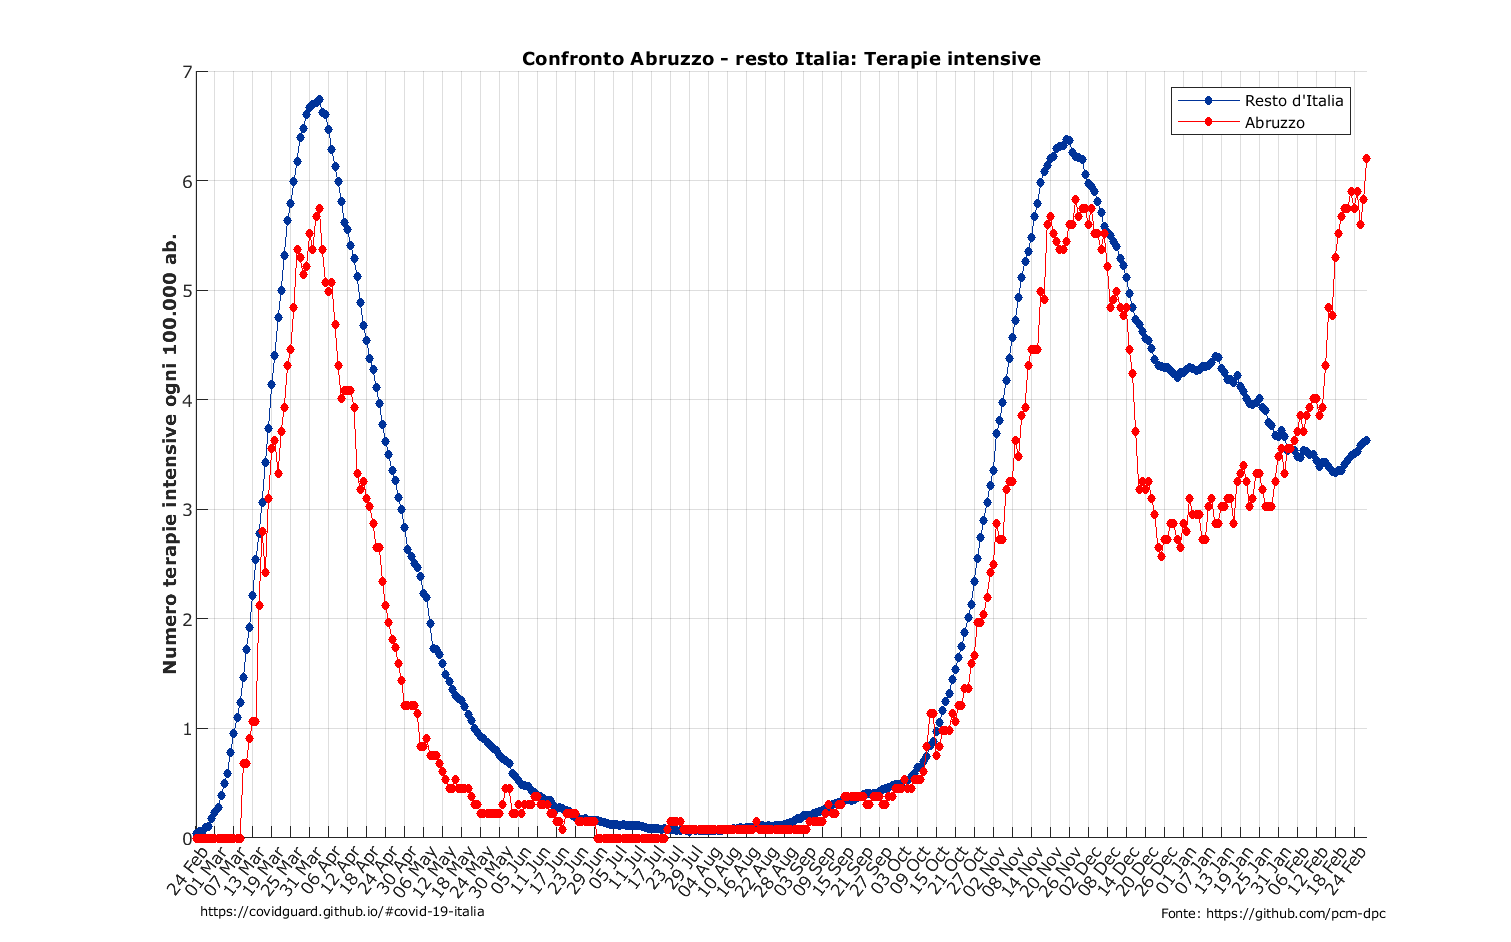 Confronto Abruzzo - resto Italia: Terapie intensive
Resto d'Italia
Abruzzo
Numero terapie intensive ogni 100.000 ab.
7
6
5
4
3
2
1
0
24 Feb
01 Mar
07 Mar
13 Mar
19 Mar
25 Mar
31 Mar
06 Apr
12 Apr
18 Apr
24 Apr
30 Apr
06 May
12 May
18 May
24 May
30 May
05 Jun
11 Jun
17 Jun
23 Jun
29 Jun
05 Jul
11 Jul
17 Jul
23 Jul
29 Jul
04 Aug
10 Aug
16 Aug
22 Aug
28 Aug
03 Sep
09 Sep
15 Sep
21 Sep
27 Sep
03 Oct
09 Oct
15 Oct
21 Oct
27 Oct
02 Nov
08 Nov
14 Nov
20 Nov
26 Nov
02 Dec
08 Dec
14 Dec
20 Dec
26 Dec
01 Jan
07 Jan
13 Jan
19 Jan
25 Jan
31 Jan
06 Feb
12 Feb
18 Feb
24 Feb
https://covidguard.github.io/#covid-19-italia
Fonte: https://github.com/pcm-dpc